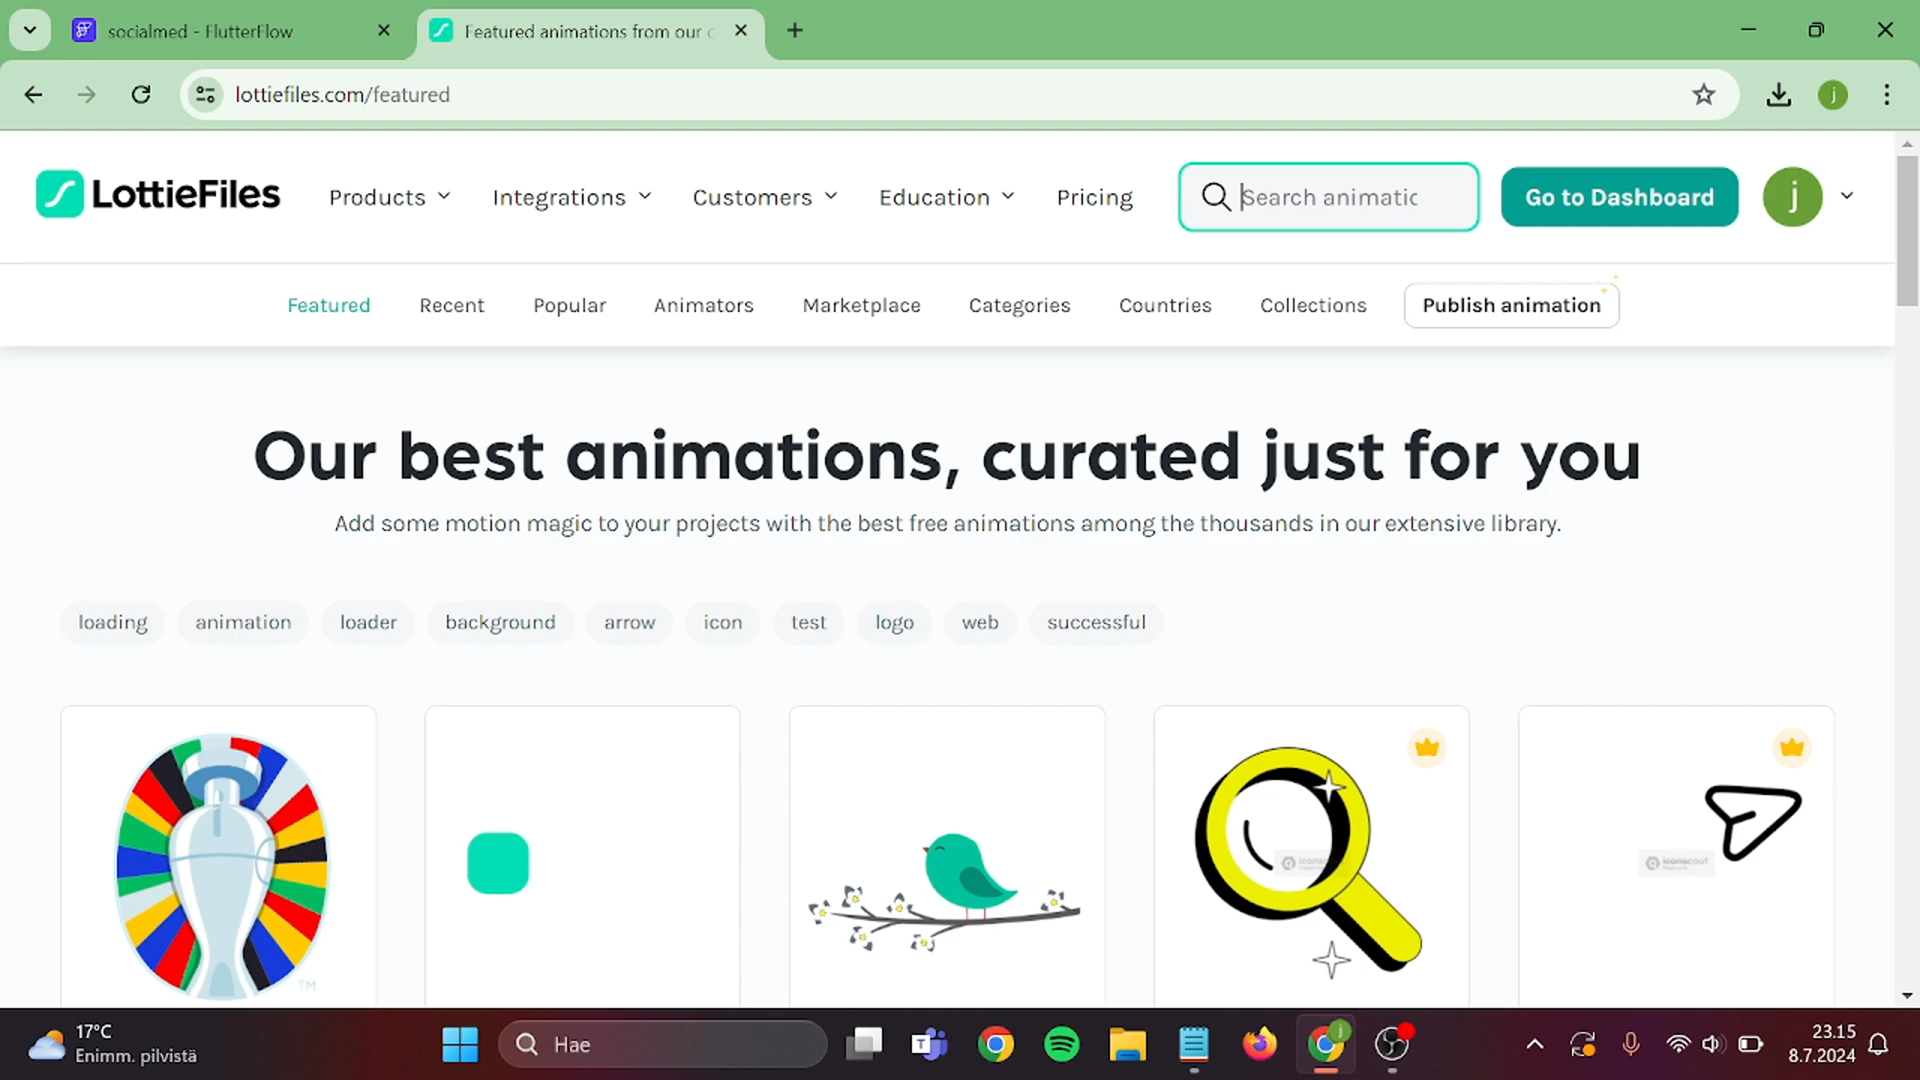 socialmed - FlutterFlow
Featured animations from our c
lottiefiles.com/featured
j
LottieFiles
Products
Integrations
Customers
Education
Pricing
Search animatic
Go to Dashboard
j
Featured
Recent
Popular
Animators
Marketplace
Categories
Countries
Collections
Publish animation
Our best animations, curated just for you
Add some motion magic to your projects with the best free animations among the thousands in our extensive library.
loading
animation
loader
background
arrow
icon
test
logo
web
successful
TM
iconscout
iconscout
17°C
Enimm. pilvistä
Hae
23.15
8.7.2024